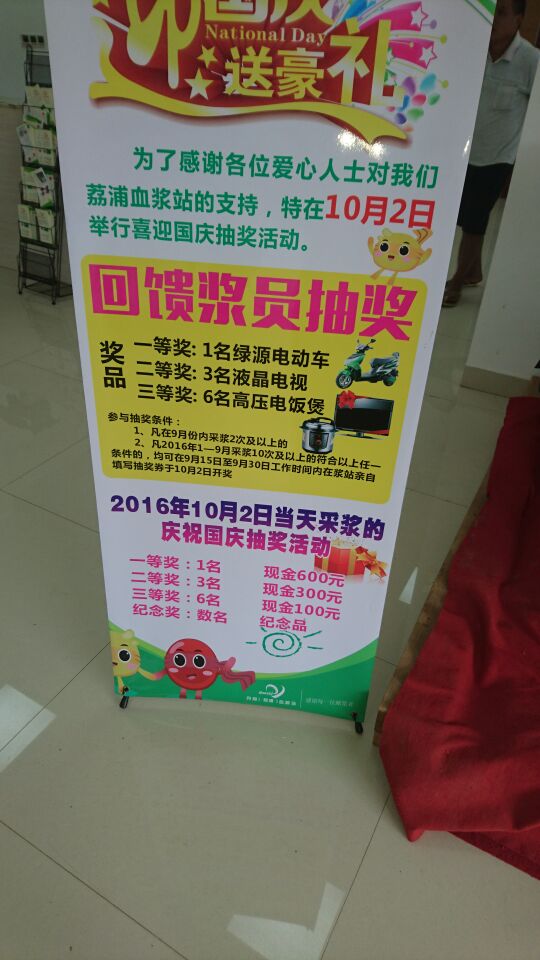 迎国庆
National Day
送豪礼
为了感谢各位爱心人士对我们
荔浦血浆站的支持，特在10月2日
举行喜迎国庆抽奖活动。
回馈浆员抽奖
奖品
一等奖: 1名绿源电动车
二等奖: 3名液晶电视
三等奖: 6名高压电饭煲
参与抽奖条件：
1、凡在9月份内采浆2次及以上的
2、凡2016年1—9月采浆10次及以上的符合以上任一
条件的，均可在9月15日至9月30日工作时间内在浆站亲自
填写抽奖券于10月2日开奖
2016年10月2日当天采浆的
庆祝国庆抽奖活动
一等奖：1名 现金600元
二等奖：3名 现金300元
三等奖：6名 现金100元
纪念奖：数名 纪念品